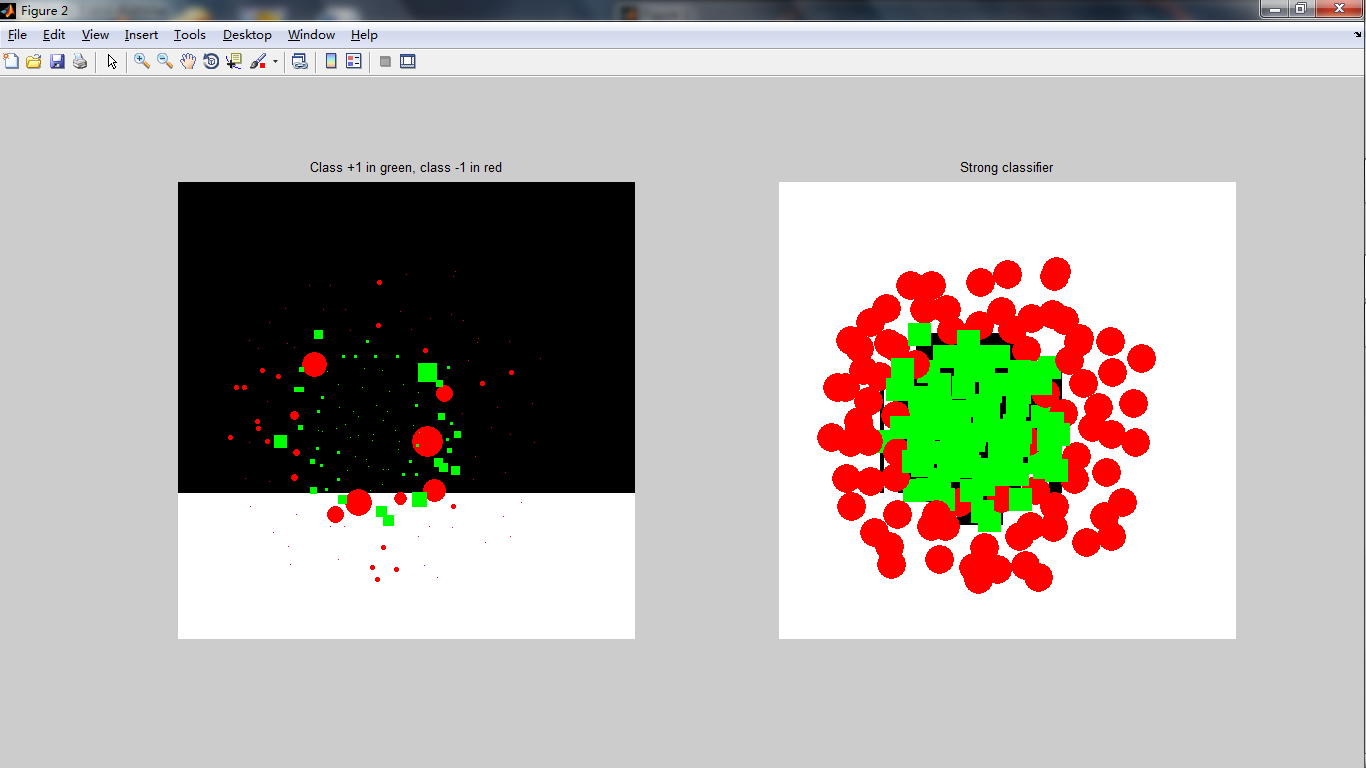 Figure 2
File Edit View Insert Tools Desktop Window Help
Class +1 in green, class -1 in red
Strong classifier